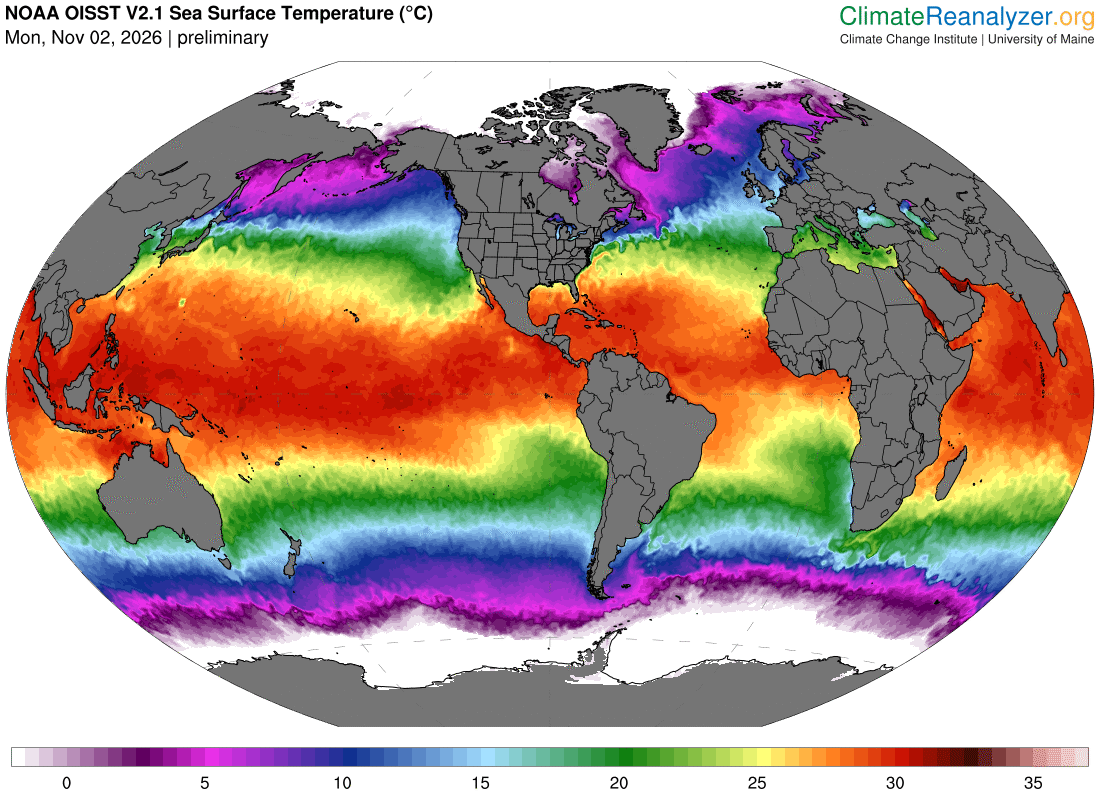 NOAA OISST V2.1 Sea Surface Temperature (°C)
Mon, Nov 02, 2026 | preliminary
ClimateReanalyzer.org
Climate Change Institute | University of Maine
0 5 10 15 20 25 30 35